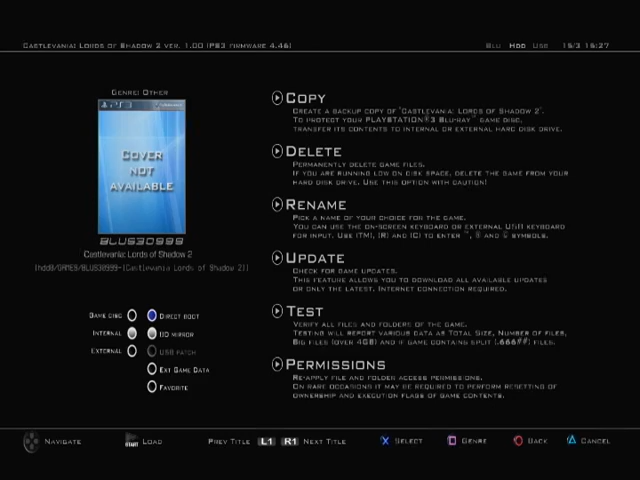 Castlevania: Lords of Shadow 2 ver. 1.00 [PS3 firmware 4.46]
Blu Hdd Usb 15/3 16:27
Genre: Other
PS3
Cover
not
available
BLUS30999
Castlevania: Lords of Shadow 2
[hdd0/GAMES/BLUS30999-[Castlevania Lords of Shadow 2]]
Game disc Direct boot
Internal BD mirror
External USB patch
Ext Game Data
Favorite
Copy
Create a backup copy of "Castlevania: Lords of Shadow 2".
To protect your PLAYSTATION®3 Blu-ray™ game disc,
transfer its contents to internal or external hard disk drive.
Delete
Permanently delete game files.
If you are running low on disk space, delete the game from your
hard disk drive. Use this option with caution!
Rename
Pick a name of your choice for the game.
You can use the on-screen keyboard or external USB keyboard
for input. Use (TM), (R) and (C) to enter ™, ® and © symbols.
Update
Check for game updates.
This feature allows you to download all available updates
or only the latest. Internet connection required.
Test
Verify all files and folders of the game.
Testing will report various data as Total Size, Number of files,
Big files (over 4GB) and if game contains split (.666##) files.
Permissions
Re-apply file and folder access permissions.
On rare occasions it may be required to perform resetting of
ownership and execution flags of game contents.
Navigate START Load Prev Title L1 R1 Next Title Select Genre Back Cancel